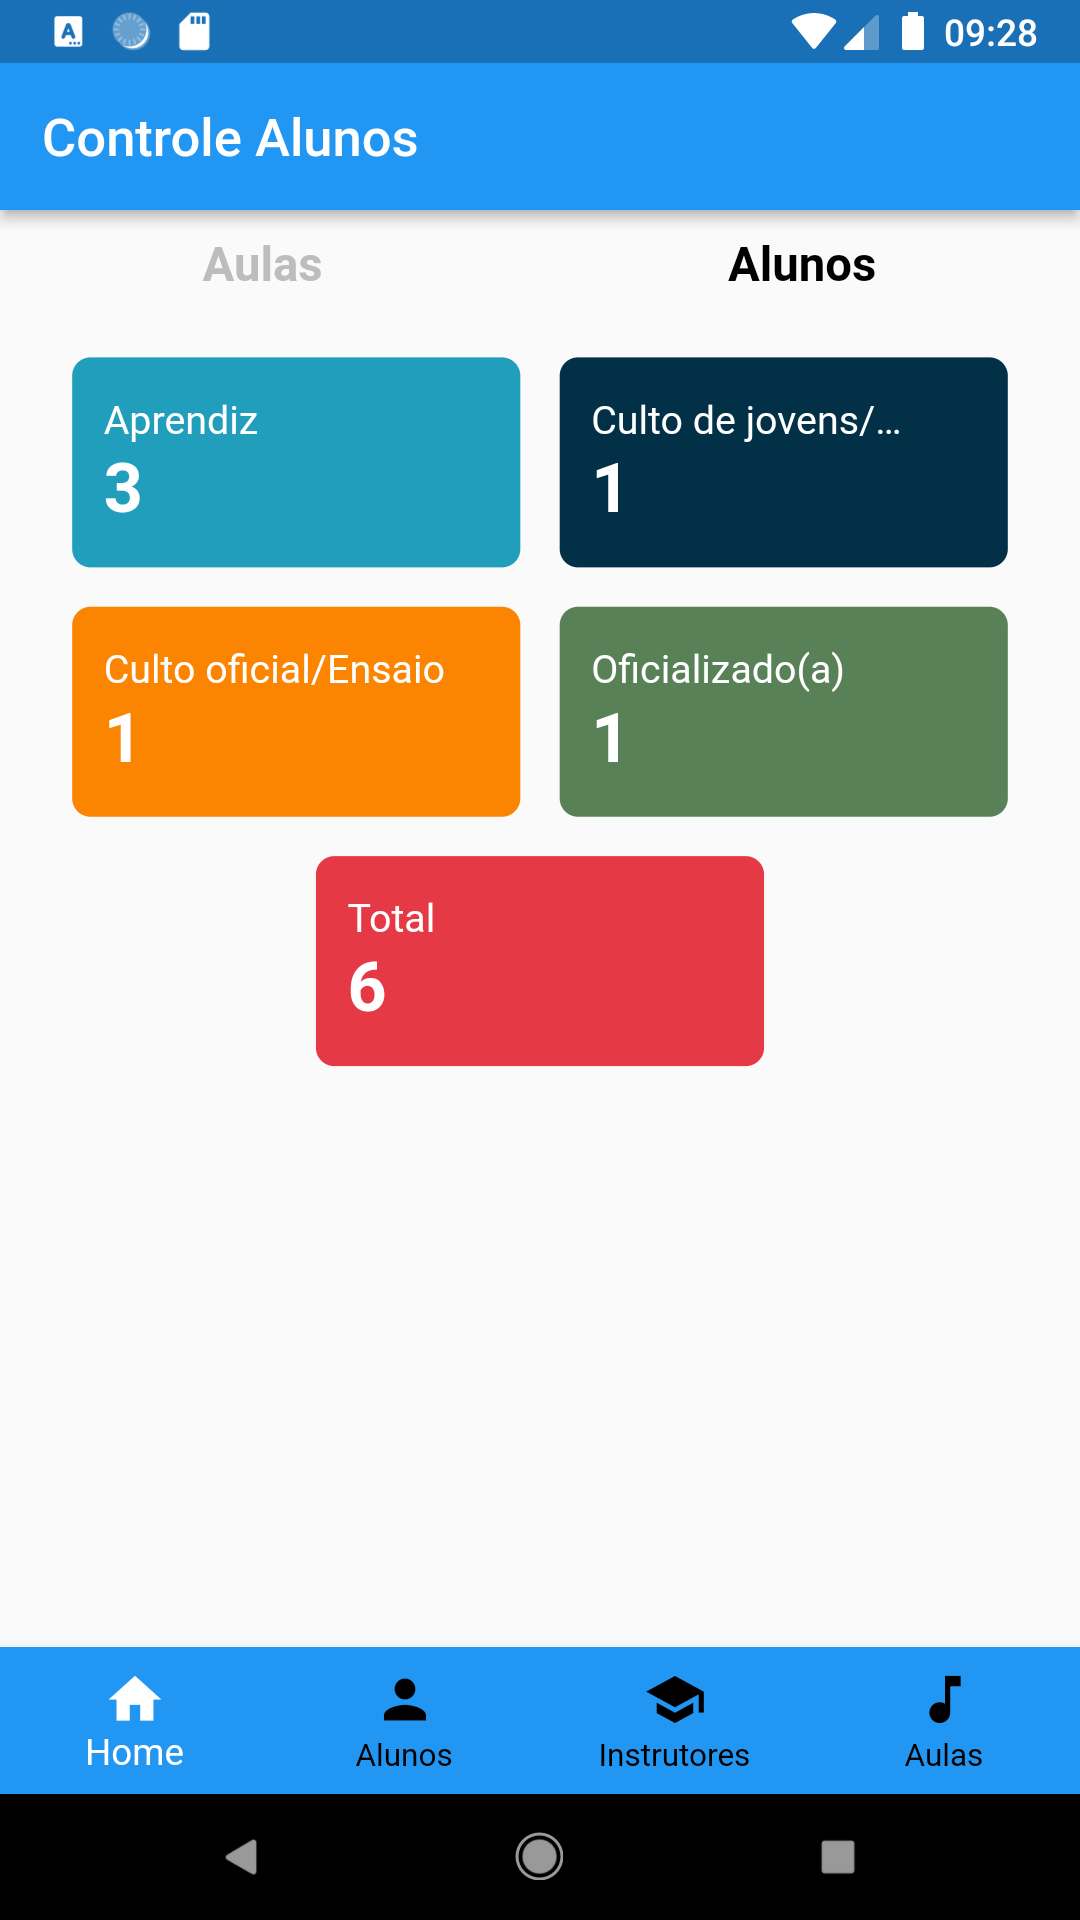 09:28
Controle Alunos
Aulas
Alunos
Aprendiz
3
Culto de jovens/...
1
Culto oficial/Ensaio
1
Oficializado(a)
1
Total
6
Home
Alunos
Instrutores
Aulas